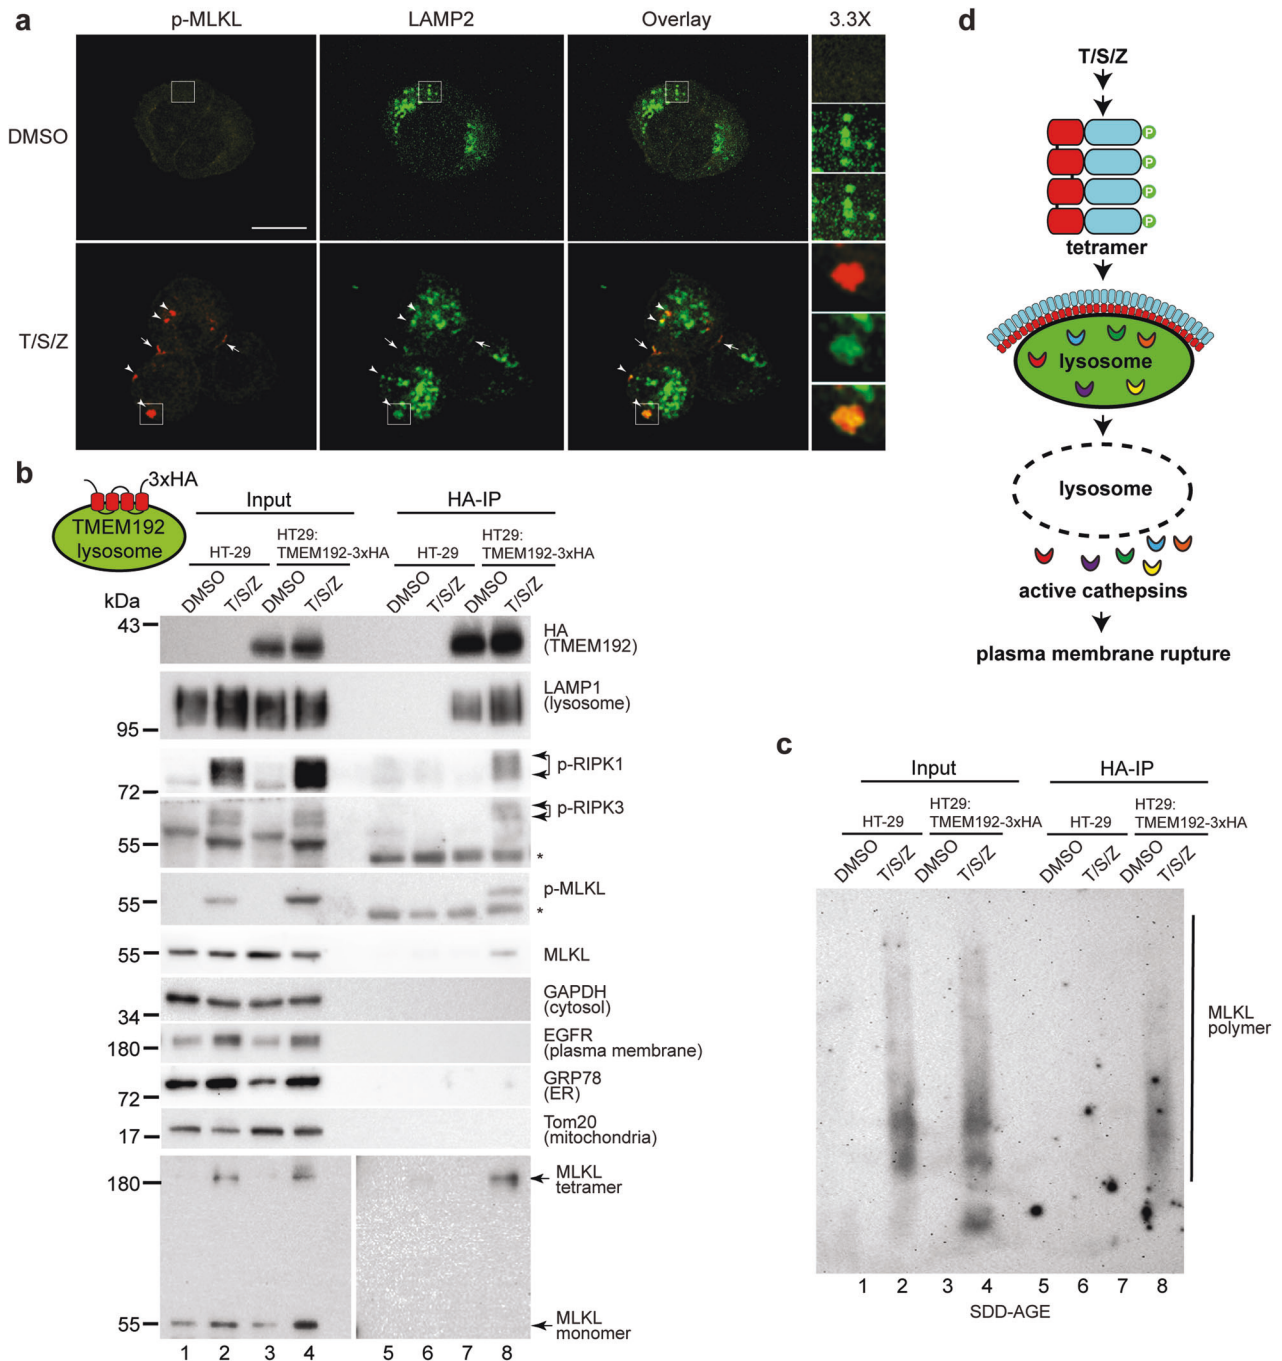 a
p-MLKL
LAMP2
Overlay
3.3X
DMSO
T/S/Z
b
3xHA
TMEM192
lysosome
Input
HA-IP
HT-29
HT29:
TMEM192-3xHA
HT-29
HT29:
TMEM192-3xHA
DMSO
T/S/Z
DMSO
T/S/Z
DMSO
T/S/Z
DMSO
T/S/Z
kDa
43
HA
(TMEM192)
LAMP1
(lysosome)
95
p-RIPK1
72
p-RIPK3
55
*
p-MLKL
55
*
55
MLKL
GAPDH
(cytosol)
34
EGFR
(plasma membrane)
180
GRP78
(ER)
72
Tom20
(mitochondria)
17
180
MLKL
tetramer
55
MLKL
monomer
1 2 3 4 5 6 7 8
d
T/S/Z
P
P
P
P
tetramer
lysosome
lysosome
active cathepsins
plasma membrane rupture
c
Input
HA-IP
HT-29
HT29:
TMEM192-3xHA
HT-29
HT29:
TMEM192-3xHA
DMSO
T/S/Z
DMSO
T/S/Z
DMSO
T/S/Z
DMSO
T/S/Z
MLKL
polymer
1 2 3 4 5 6 7 8
SDD-AGE